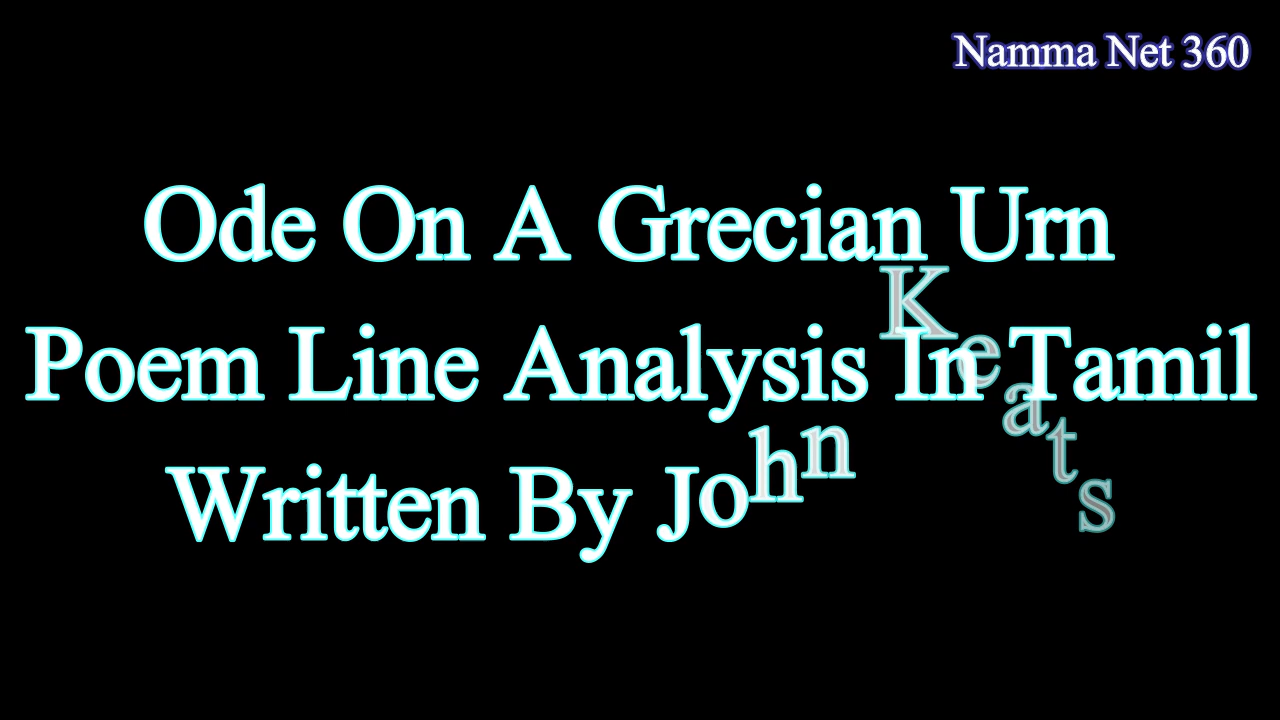 Namma Net 360
Ode On A Grecian Urn
Poem Line Analysis In Tamil
Written By John Keats